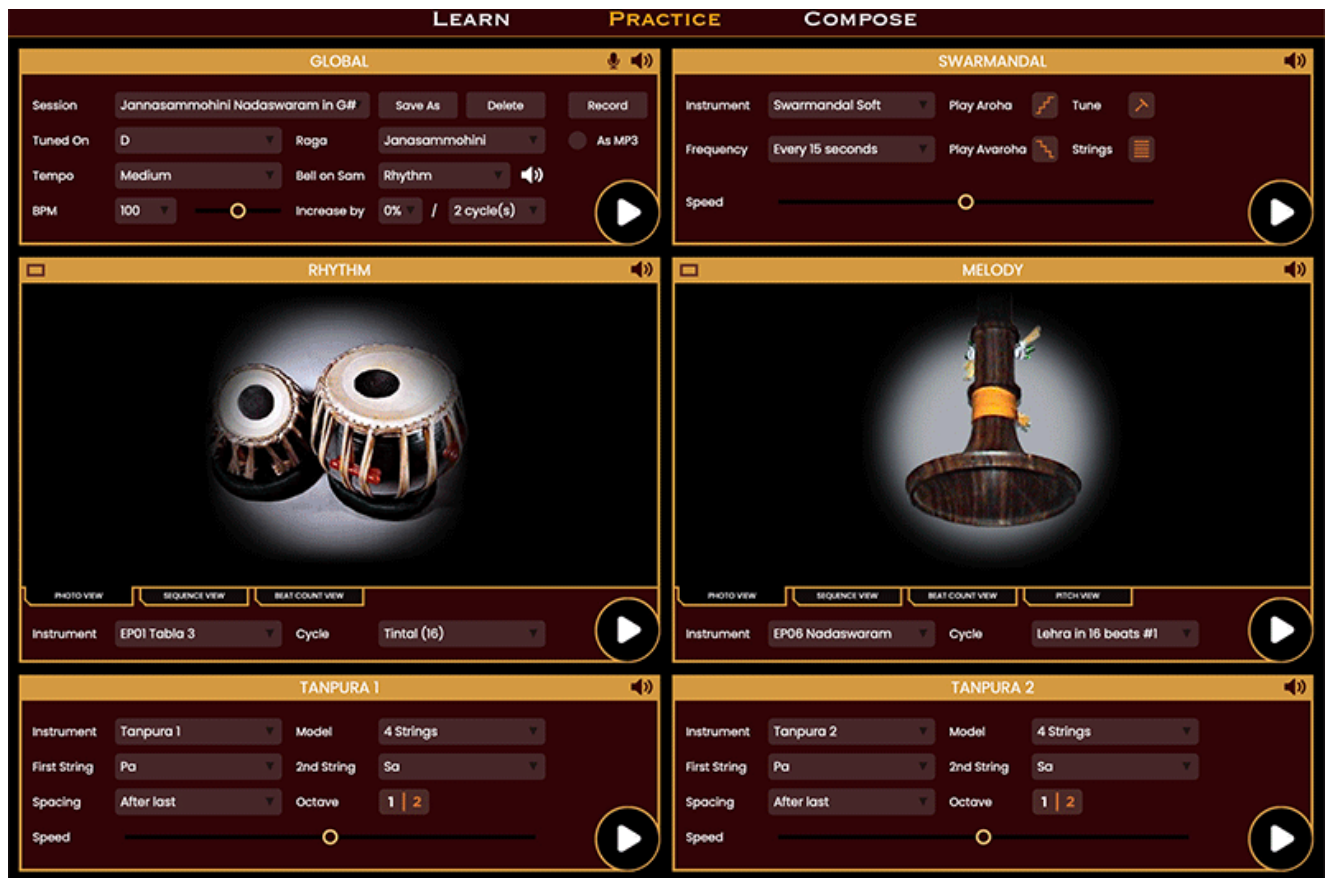 LEARN PRACTICE COMPOSE
GLOBAL
Session Jannasammohini Nadaswaram in G# Save As Delete Record
Tuned On D Raga Janasammohini As MP3
Tempo Medium Bell on Sam Rhythm
BPM 100 Increase by 0% / 2 cycle(s)
SWARMANDAL
Instrument Swarmandal Soft Play Aroha Tune
Frequency Every 15 seconds Play Avaroha Strings
Speed
RHYTHM
PHOTO VIEW SEQUENCE VIEW BEAT COUNT VIEW
Instrument EP01 Tabla 3 Cycle Tintal (16)
MELODY
PHOTO VIEW SEQUENCE VIEW BEAT COUNT VIEW PITCH VIEW
Instrument EP06 Nadaswaram Cycle Lehra in 16 beats #1
TANPURA 1
Instrument Tanpura 1 Model 4 Strings
First String Pa 2nd String Sa
Spacing After last Octave 1 | 2
Speed
TANPURA 2
Instrument Tanpura 2 Model 4 Strings
First String Pa 2nd String Sa
Spacing After last Octave 1 | 2
Speed